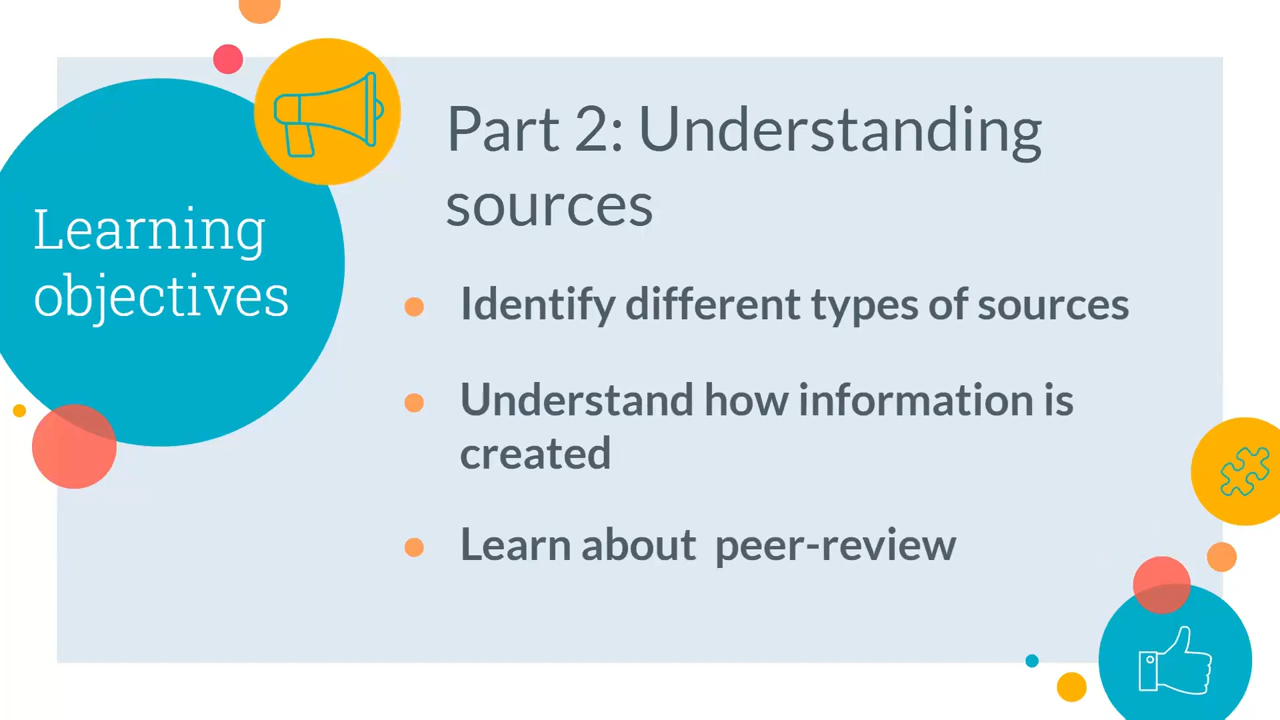 Learning
objectives
Part 2: Understanding
sources
Identify different types of sources
Understand how information is
created
Learn about  peer-review